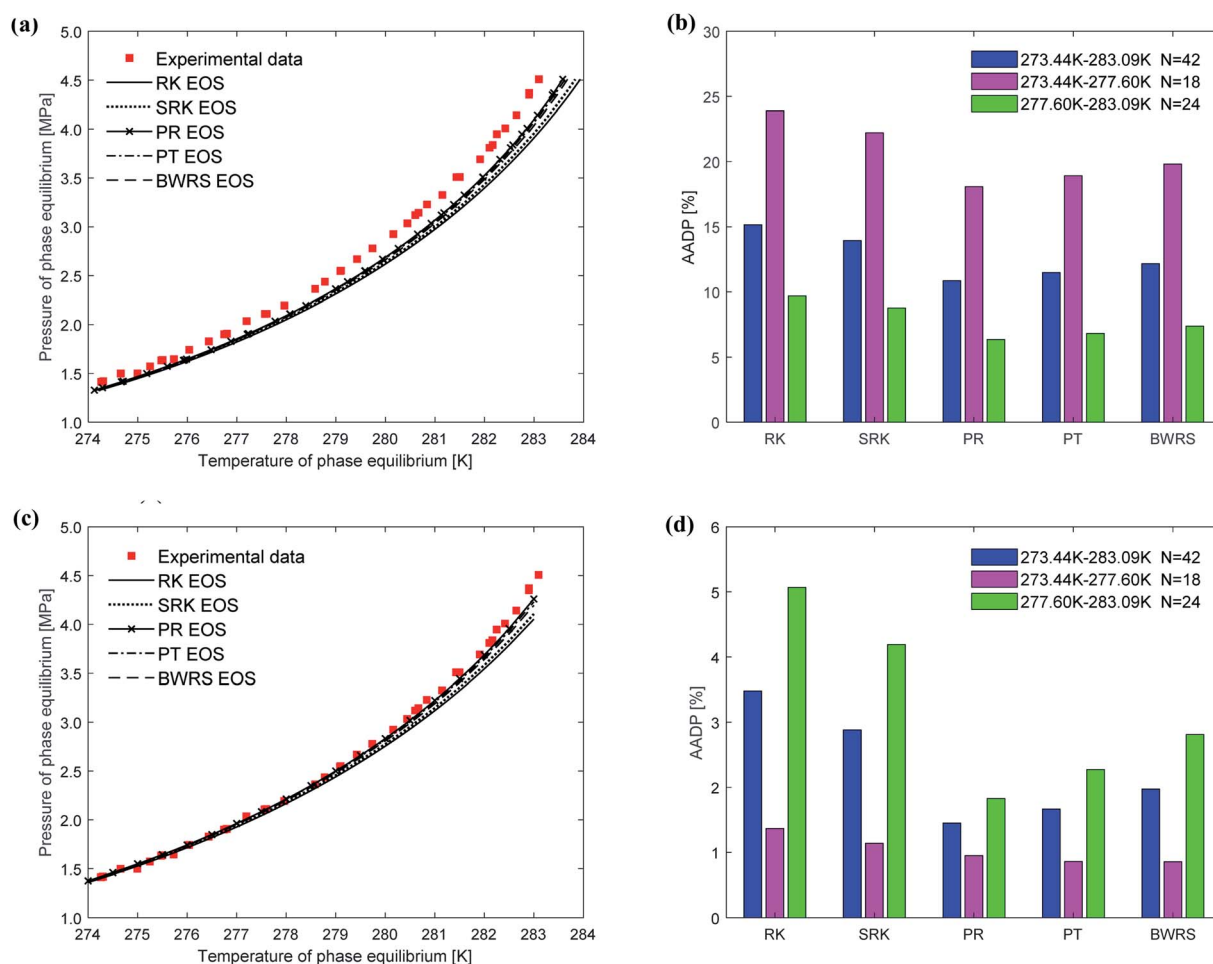 (a)
Pressure of phase equilibrium [MPa]
5.0
4.5
4.0
3.5
3.0
2.5
2.0
1.5
1.0
Experimental data
RK EOS
SRK EOS
PR EOS
PT EOS
BWRS EOS
274 275 276 277 278 279 280 281 282 283 284
Temperature of phase equilibrium [K]
(b)
AADP [%]
30
25
20
15
10
5
0
273.44K-283.09K N=42
273.44K-277.60K N=18
277.60K-283.09K N=24
RK SRK PR PT BWRS
(c)
Pressure of phase equilibrium [MPa]
5.0
4.5
4.0
3.5
3.0
2.5
2.0
1.5
1.0
Experimental data
RK EOS
SRK EOS
PR EOS
PT EOS
BWRS EOS
274 275 276 277 278 279 280 281 282 283 284
Temperature of phase equilibrium [K]
(d)
AADP [%]
6
5
4
3
2
1
0
273.44K-283.09K N=42
273.44K-277.60K N=18
277.60K-283.09K N=24
RK SRK PR PT BWRS